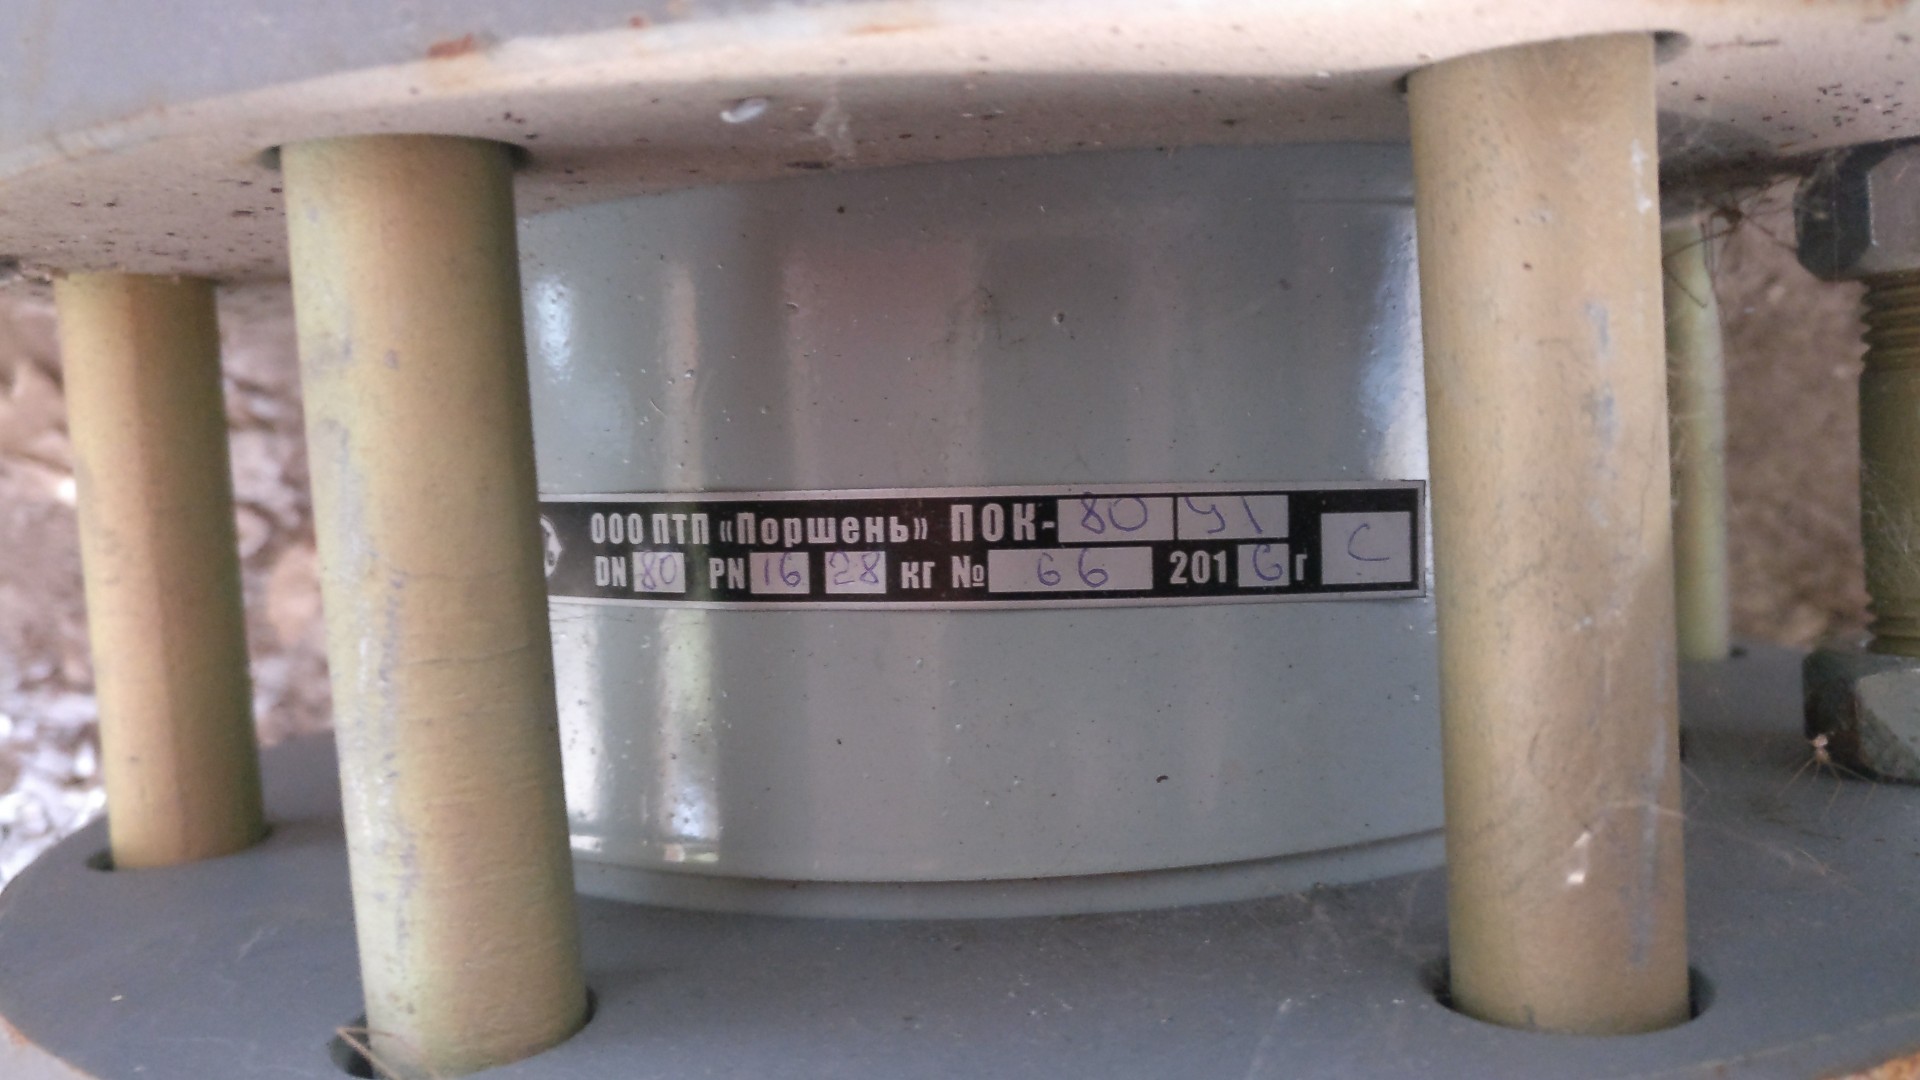 ООО ПТП «Поршень» ПОК-80 У1
DN 80 PN 16 28 кг № 66 2016 г С